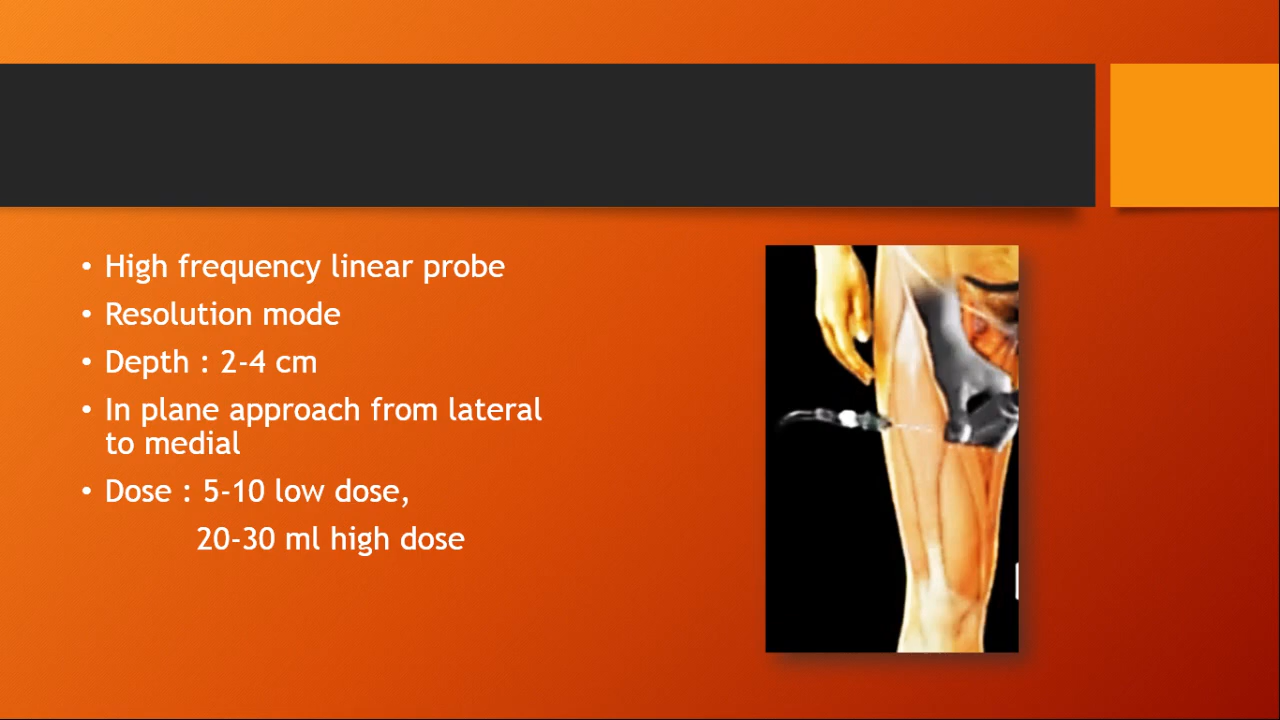 • High frequency linear probe
• Resolution mode
• Depth : 2-4 cm
• In plane approach from lateral
to medial
• Dose : 5-10 low dose,
20-30 ml high dose